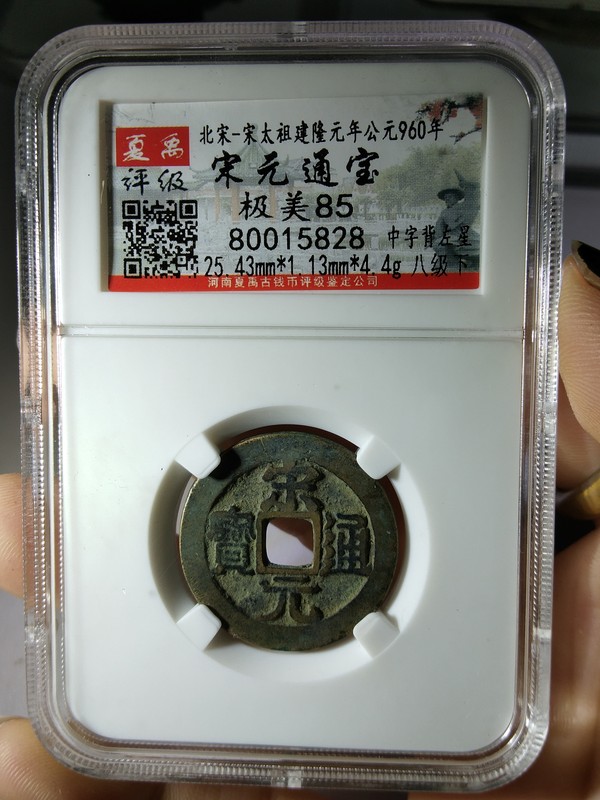 夏禹
评级
北宋-宋太祖建隆元年公元960年
宋元通宝
极美85
80015828 中字背左星
25.43mm*1.13mm*4.4g 八级下
河南夏禹古钱币评级鉴定公司
宋
寶 通
元